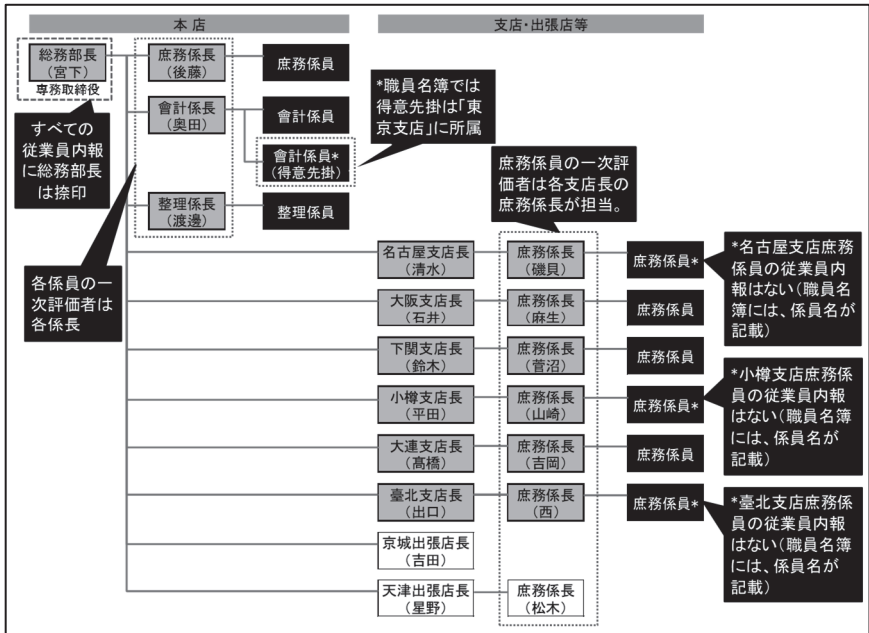 本店
支店・出張店等
総務部長
（宮下）
専務取締役
庶務係長
（後藤）
庶務係員
會計係長
（奥田）
會計係員
會計係員*
（得意先掛）
整理係長
（渡邊）
整理係員
すべての
従業員内報
に総務部長
は捺印
各係員の一
次評価者は
各係長
*職員名簿では
得意先掛は「東
京支店」に所属
庶務係員の一次評
価者は各支店長の
庶務係長が担当。
名古屋支店長
（清水）
庶務係長
（磯貝）
庶務係員*
*名古屋支店庶務
係員の従業員内
報はない（職員名
簿には、係員名が
記載）
大阪支店長
（石井）
庶務係長
（麻生）
庶務係員
下関支店長
（鈴木）
庶務係長
（菅沼）
庶務係員
小樽支店長
（平田）
庶務係長
（山崎）
庶務係員*
*小樽支店庶務係
員の従業員内報
はない（職員名簿
には、係員名が
記載）
大連支店長
（髙橋）
庶務係長
（吉岡）
庶務係員
臺北支店長
（出口）
庶務係長
（西）
庶務係員*
*臺北支店庶務係
員の従業員内報
はない（職員名簿
には、係員名が
記載）
京城出張店長
（吉田）
天津出張店長
（星野）
庶務係長
（松木）